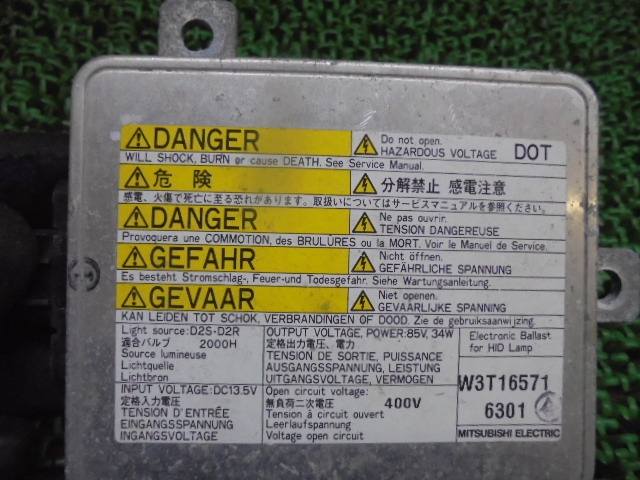 DANGER
Do not open.
HAZARDOUS VOLTAGE DOT
WILL SHOCK, BURN or cause DEATH. See Service Manual.
危 険
分解禁止 感電注意
感電、火傷で死亡に至る恐れがあります。取扱いについてはサービスマニュアルを参照ください。
DANGER
Ne pas ouvrir.
TENSION DANGEREUSE
Provoquera une COMMOTION, des BRULÛRES ou la MORT. Voir le Manuel de Service.
GEFAHR
Nicht öffnen.
GEFÄHRLICHE SPANNUNG
Es besteht Stromschlag-, Feuer-und Todesgefahr. Siehe Wartungsanleitung.
GEVAAR
Niet openen.
GEVAARLIJKE SPANNING
KAN LEIDEN TOT SCHOK, VERWONDINGEN OF DOOD. Zie de gebruiksaanwijzing.
Light source:D2S-D2R
適合バルブ 2000H
Source lumineuse
Lichtquelle
Lichtbron
OUTPUT VOLTAGE, POWER:85V, 34W
定格出力電圧、電力
TENSION DE SORTIE, PUISSANCE
AUSGANGSSPANNUNG, LEISTUNG
UITGANGSVOLTAGE, VERMOGEN
Electronic Ballast
for HID Lamp
INPUT VOLTAGE:DC13.5V
定格入力電圧
TENSION D'ENTRÉE
EINGANGSSPANNUNG
INGANGSVOLTAGE
Open circuit voltage:
無負荷二次電圧 400V
Tension à circuit ouvert
Leerlaufspannung
Voltage open circuit
W3T16571
6301
MITSUBISHI ELECTRIC